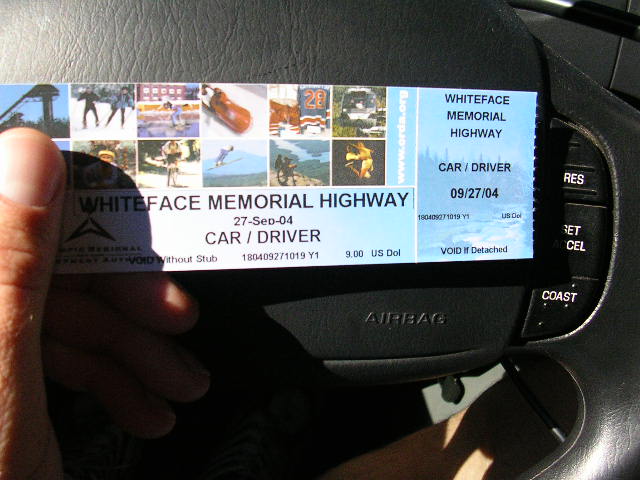 www.orda.org
WHITEFACE MEMORIAL HIGHWAY
27-Sep-04
CAR / DRIVER
VOID Without Stub 180409271019 Y1 9.00 US Dol
REGIONAL
WHITEFACE
MEMORIAL
HIGHWAY
CAR / DRIVER
09/27/04
180409271019 Y1 US Dol
VOID If Detached
RES
SET
ACCEL
COAST
AIRBAG